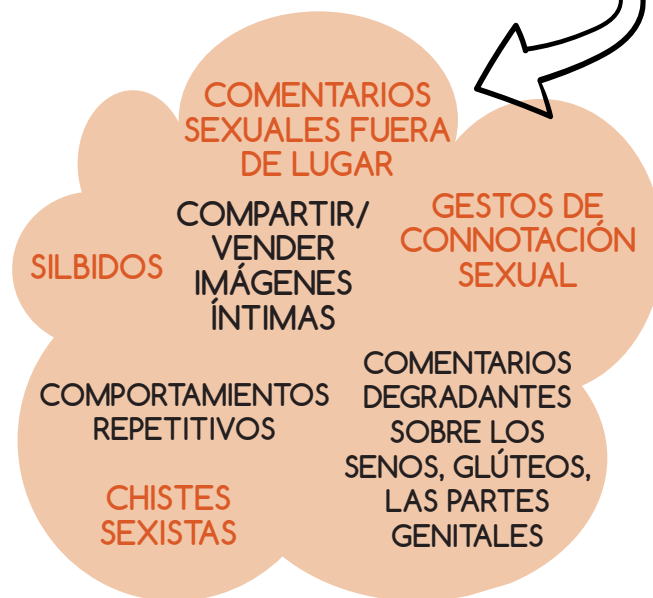 COMENTARIOS
SEXUALES FUERA
DE LUGAR
COMPARTIR/
VENDER
IMÁGENES
ÍNTIMAS
GESTOS DE
CONNOTACIÓN
SEXUAL
SILBIDOS
COMPORTAMIENTOS
REPETITIVOS
COMENTARIOS
DEGRADANTES
SOBRE LOS
SENOS, GLÚTEOS,
LAS PARTES
GENITALES
CHISTES
SEXISTAS